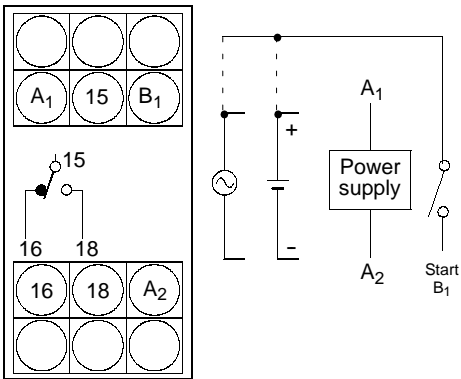 A1 15 B1
15
16 18
16 18 A2
+
−
A1
Power
supply
A2
Start
B1